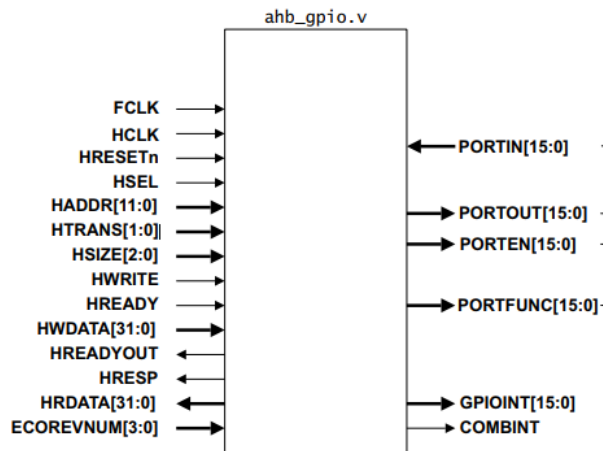 ahb_gpio.v
FCLK
HCLK
HRESETn
HSEL
HADDR[11:0]
HTRANS[1:0]
HSIZE[2:0]
HWRITE
HREADY
HWDATA[31:0]
HREADYOUT
HRESP
HRDATA[31:0]
ECOREVNUM[3:0]
PORTIN[15:0]
PORTOUT[15:0]
PORTEN[15:0]
PORTFUNC[15:0]
GPIOINT[15:0]
COMBINT